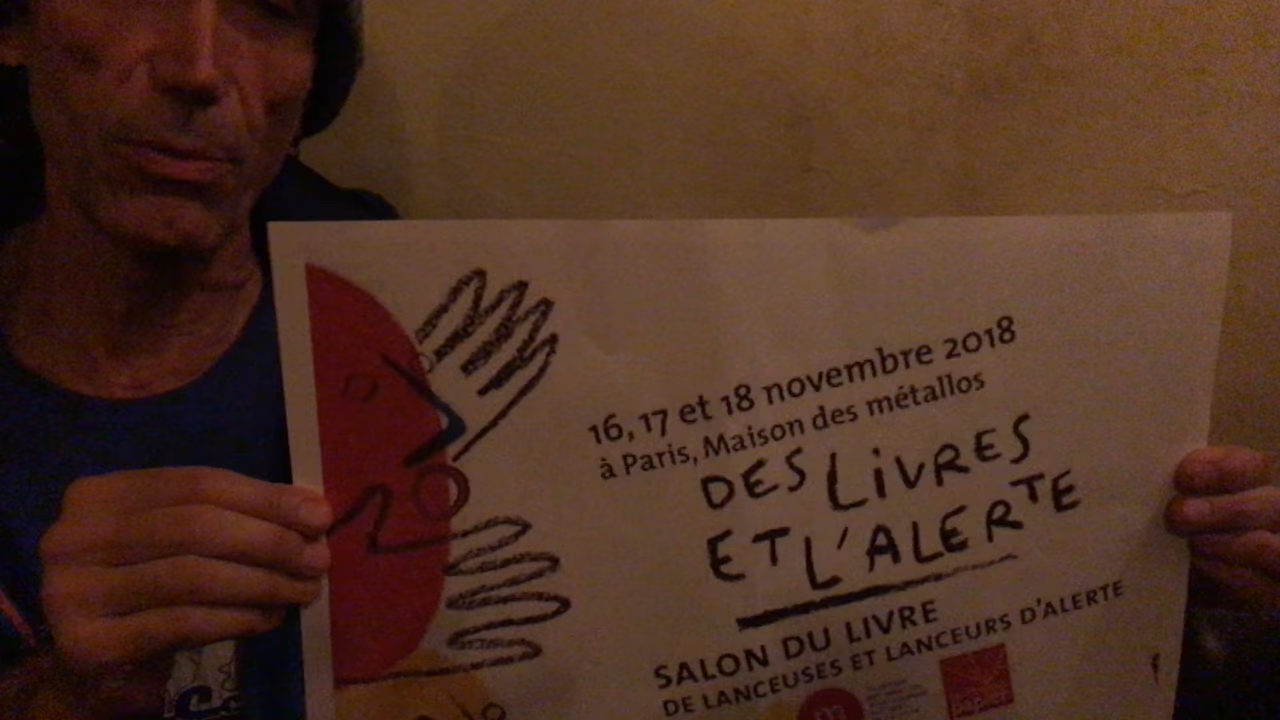 16, 17 et 18 novembre 2018
à Paris, Maison des métallos
DES LiVRES
ET L'ALERTE
SALON DU LIVRE
DE LANCEUSES ET LANCEURS D'ALERTE
m